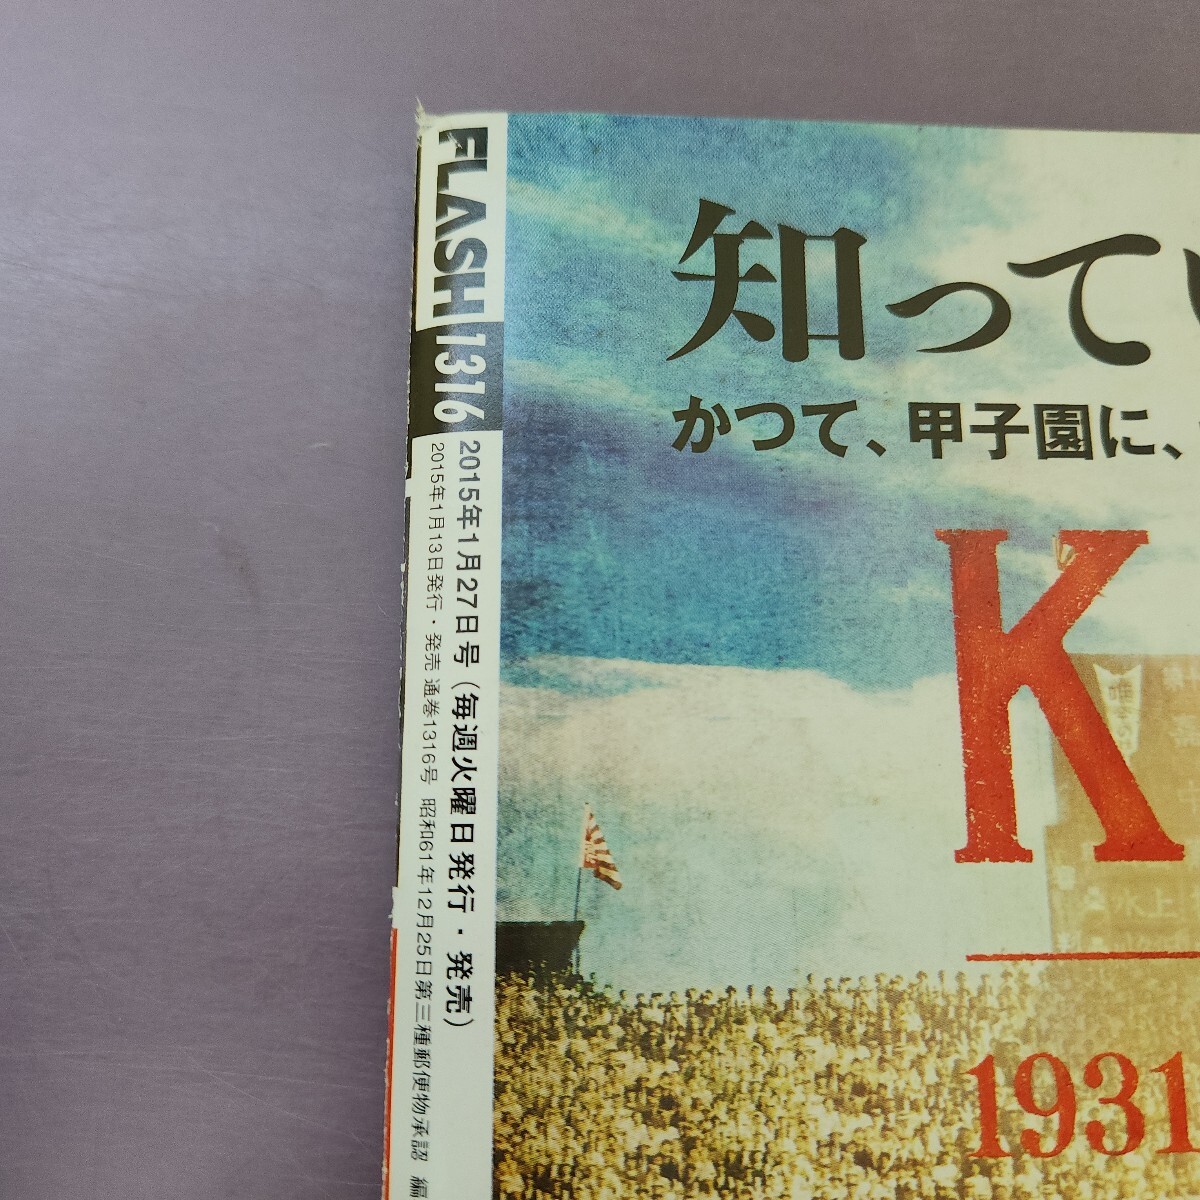 FLASH 1316
2015年1月27日号（毎週火曜日発行・発売）
2015年1月13日発行・発売 通巻1316号 昭和61年12月25日第三種郵便物承認 編
知ってい
かつて、甲子園に、
K
1931